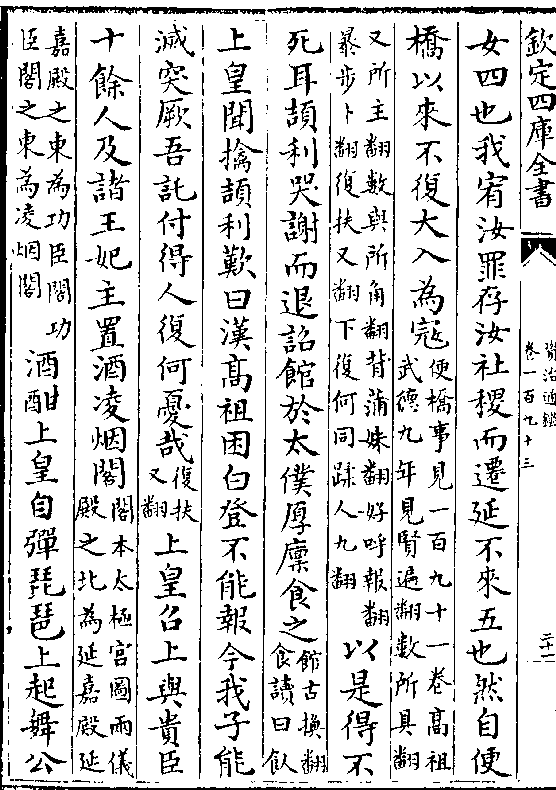 欽定四庫全書
資治通鑑
卷一百九十三
二十二
女四也我宥汝罪存汝社稷而遷延不來五也然自便
橋以來不復大入為寇便橋事見一百九十一卷高祖
武德九年見賢遍翻數所具翻
又所主翻數與所角翻背蒲妹翻好呼報翻
暴步卜翻復扶又翻下復何同踈人九翻
以是得不
死耳頡利哭謝而退詔館於太僕厚廩食之館古換翻
食讀曰飤
上皇聞擒頡利歎曰漢高祖困白登不能報今我子能
滅突厥吾託付得人復何憂哉復扶
又翻
上皇召上與貴臣
十餘人及諸王妃主置酒凌烟閣閣本太極宫圖兩儀
殿之北為延嘉殿延
嘉殿之東為功臣閣功
臣閣之東為凌烟閣
酒酣上皇自彈琵琶上起舞公